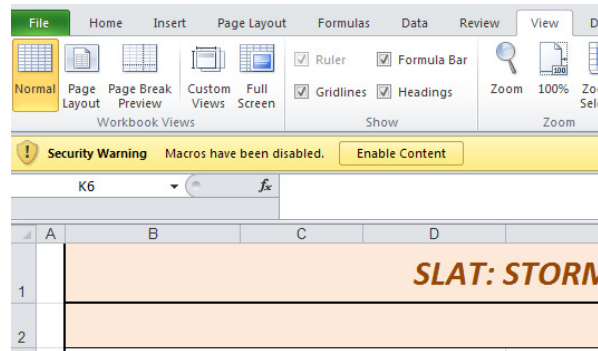 File Home Insert Page Layout Formulas Data Review View
Normal Page Layout Page Break Preview Custom Views Full Screen
Ruler Formula Bar
Gridlines Headings
Zoom 100%
Workbook Views Show Zoom
Security Warning Macros have been disabled. Enable Content
K6 fx
A B C D
1 SLAT: STORM
2